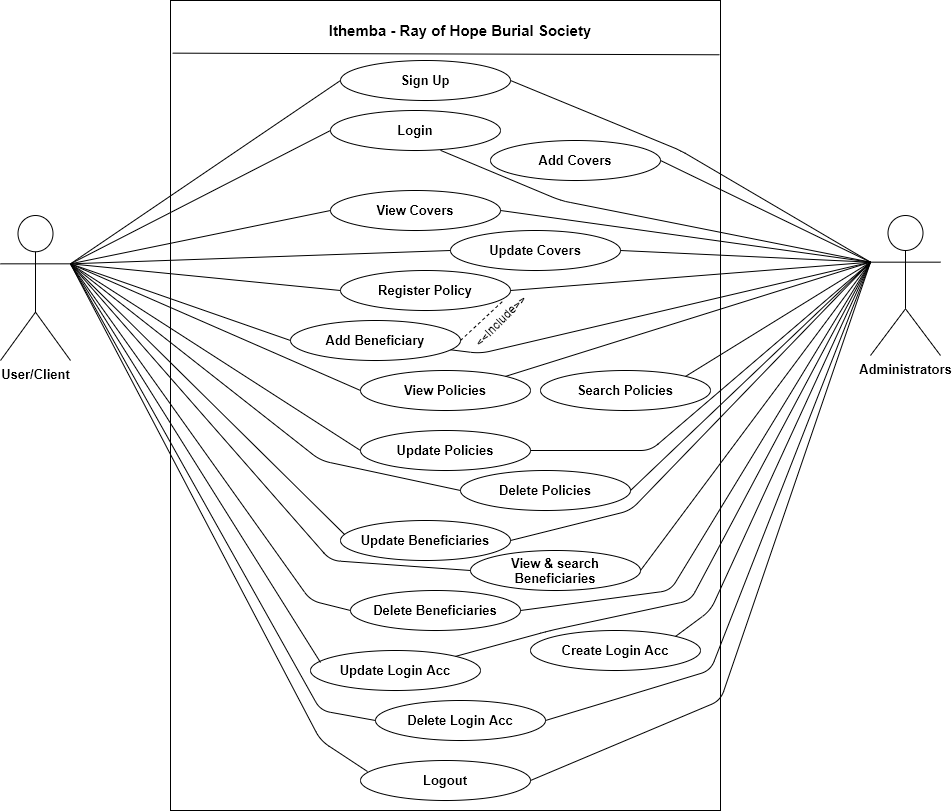 Ithemba - Ray of Hope Burial Society
Sign Up
Login
Add Covers
View Covers
Update Covers
Register Policy
<<include>>
Add Beneficiary
User/Client
Administrators
View Policies
Search Policies
Update Policies
Delete Policies
Update Beneficiaries
View & search
Beneficiaries
Delete Beneficiaries
Create Login Acc
Update Login Acc
Delete Login Acc
Logout